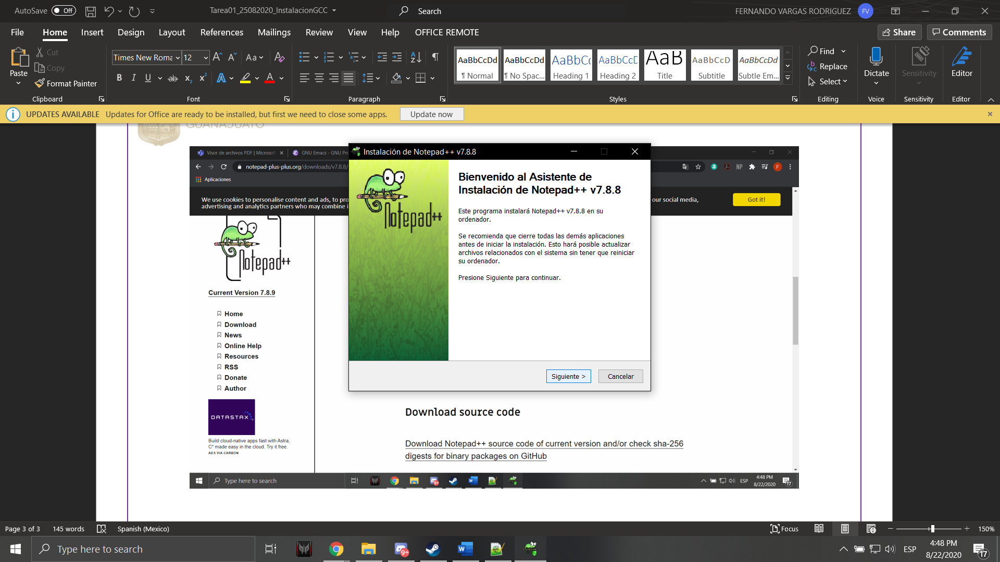 AutoSave Off Tarea01_25082020_InstalacionGCC Search FERNANDO VARGAS RODRIGUEZ FV
File Home Insert Design Layout References Mailings Review View Help OFFICE REMOTE Share Comments
Paste Cut Copy Format Painter Clipboard
Times New Roma 12 Aa
B I U ab x₂ x² A A
Font
Paragraph
AaBbCcDd ¶ Normal
AaBbCcDd ¶ No Spac...
AaBbCc Heading 1
AaBbCcE Heading 2
AaB Title
AaBbCcD Subtitle
AaBbCcDd Subtle Em...
Styles
Find
Replace
Select
Editing
Dictate
Voice
Sensitivity
Sensitivity
Editor
Editor
UPDATES AVAILABLE Updates for Office are ready to be installed, but first we need to close some apps. Update now
GUANAJUATO
Visor de archivos PDF | Microsoft GNU Emacs - GNU Pro
notepad-plus-plus.org/downloads/v7.8.8/ NP F
Aplicaciones
We use cookies to personalise content and ads, to pro our social media,
advertising and analytics partners who may combine i
Got it!
Notepad++
Current Version 7.8.9
Home
Download
News
Online Help
Resources
RSS
Donate
Author
DATASTAX
Build cloud-native apps fast with Astra,
C* made easy in the cloud. Try it free.
ADS VIA CARBON
Instalación de Notepad++ v7.8.8
Notepad++
Bienvenido al Asistente de
Instalación de Notepad++ v7.8.8
Este programa instalará Notepad++ v7.8.8 en su
ordenador.
Se recomienda que cierre todas las demás aplicaciones
antes de iniciar la instalación. Esto hará posible actualizar
archivos relacionados con el sistema sin tener que reiniciar
su ordenador.
Presione Siguiente para continuar.
Siguiente > Cancelar
Download source code
Download Notepad++ source code of current version and/or check sha-256
digests for binary packages on GitHub
Type here to search 9+ ESP 4:48 PM
8/22/2020 17
Page 3 of 3 145 words Spanish (Mexico) Focus 150%
Type here to search 9+ ESP 4:48 PM
8/22/2020 17